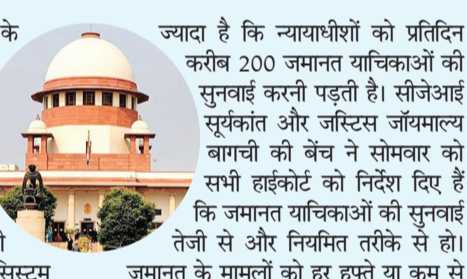 के ज्यादा है कि न्यायाधीशों को प्रतिदिन
करीब 200 जमानत याचिकाओं की
सुनवाई करनी पड़ती है। सीजेआई
सूर्यकांत और जस्टिस जॉयमाल्य
बागची की बेंच ने सोमवार को
सभी हाईकोर्ट को निर्देश दिए हैं
कि जमानत याचिकाओं की सुनवाई
तेजी से और नियमित तरीके से हो।
सिस्टम जमानत के मामलों को हर हफ्ते या कम से